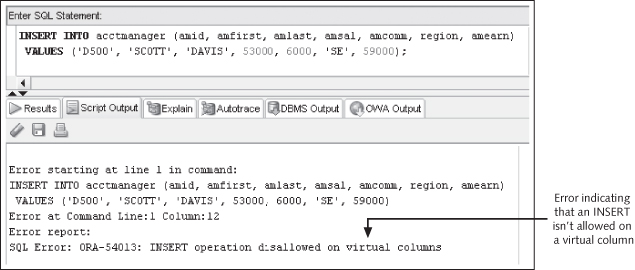 Enter SQL Statement:
INSERT INTO acctmanager (amid, amfirst, amlast, amsal, amcomm, region, amearn)
VALUES ('D500', 'SCOTT', 'DAVIS', 53000, 6000, 'SE', 59000);
Results Script Output Explain Autotrace DBMS Output OWA Output
Error starting at line 1 in command:
INSERT INTO acctmanager (amid, amfirst, amlast, amsal, amcomm, region, amearn)
VALUES ('D500', 'SCOTT', 'DAVIS', 53000, 6000, 'SE', 59000)
Error at Command Line:1 Column:12
Error report:
SQL Error: ORA-54013: INSERT operation disallowed on virtual columns
Error indicating
that an INSERT
isn't allowed on
a virtual column